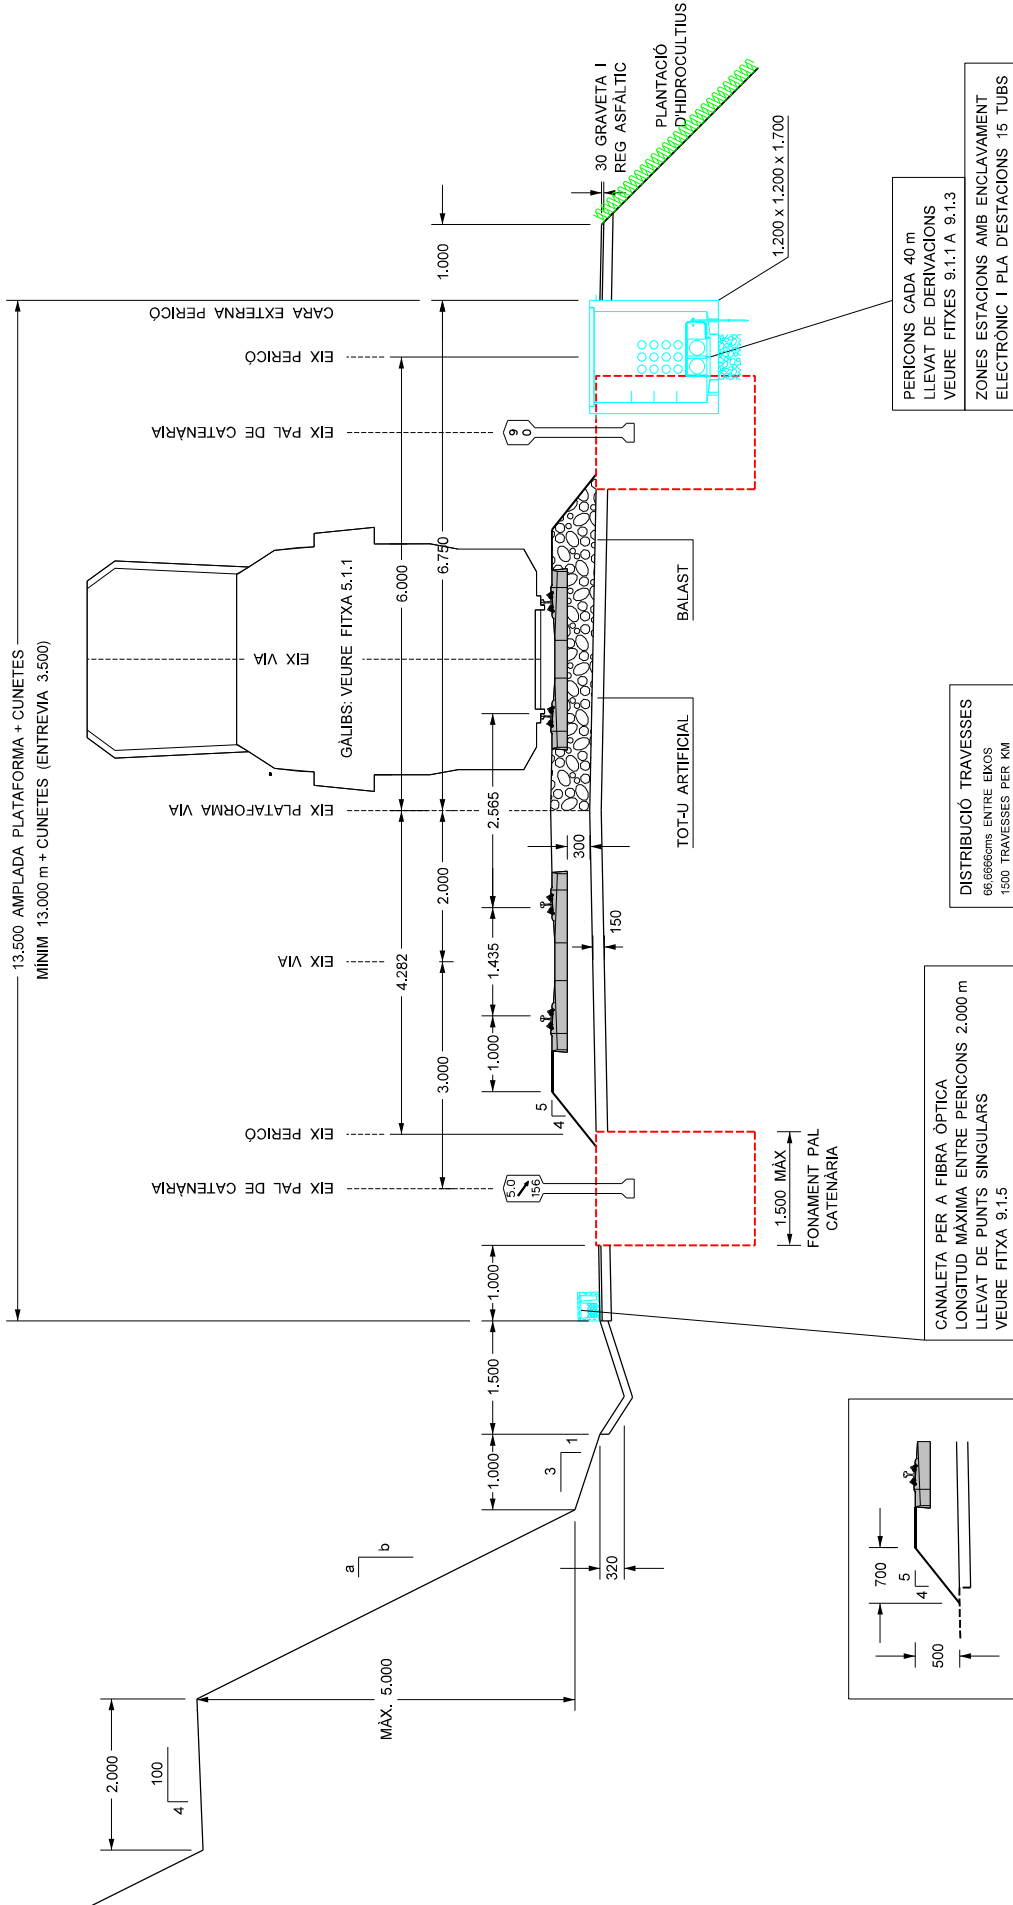 13.500 AMPLADA PLATAFORMA + CUNETES
MÍNIM 13.000 m + CUNETES (ENTREVIA 3.500)
EIX PAL DE CATENÀRIA
EIX PERICÓ
EIX VIA
EIX PLATAFORMA VIA
EIX VIA
EIX PAL DE CATENÀRIA
EIX PERICÓ
CARA EXTERNA PERICÓ
GÀLIBS: VEURE FITXA 5.1.1
4.282
6.000
3.000
2.000
6.750
1.000
1.000
1.500
1.000
1.000
1.435
2.565
2.000
100
4
MÀX. 5.000
a
b
3
1
320
5.0
156
5
4
9
0
300
150
30 GRAVETA I
REG ASFÀLTIC
PLANTACIÓ
D'HIDROCULTIUS
1.200 x 1.200 x 1.700
1.500 MÀX
FONAMENT PAL
CATENÀRIA
TOT-U ARTIFICIAL
BALAST
700
5
4
500
CANALETA PER A FIBRA ÒPTICA
LONGITUD MÀXIMA ENTRE PERICONS 2.000 m
LLEVAT DE PUNTS SINGULARS
VEURE FITXA 9.1.5
DISTRIBUCIÓ TRAVESSES
66,6666cms ENTRE EIXOS
1500 TRAVESSES PER KM
PERICONS CADA 40 m
LLEVAT DE DERIVACIONS
VEURE FITXES 9.1.1 A 9.1.3
ZONES ESTACIONS AMB ENCLAVAMENT
ELECTRÒNIC I PLA D'ESTACIONS 15 TUBS